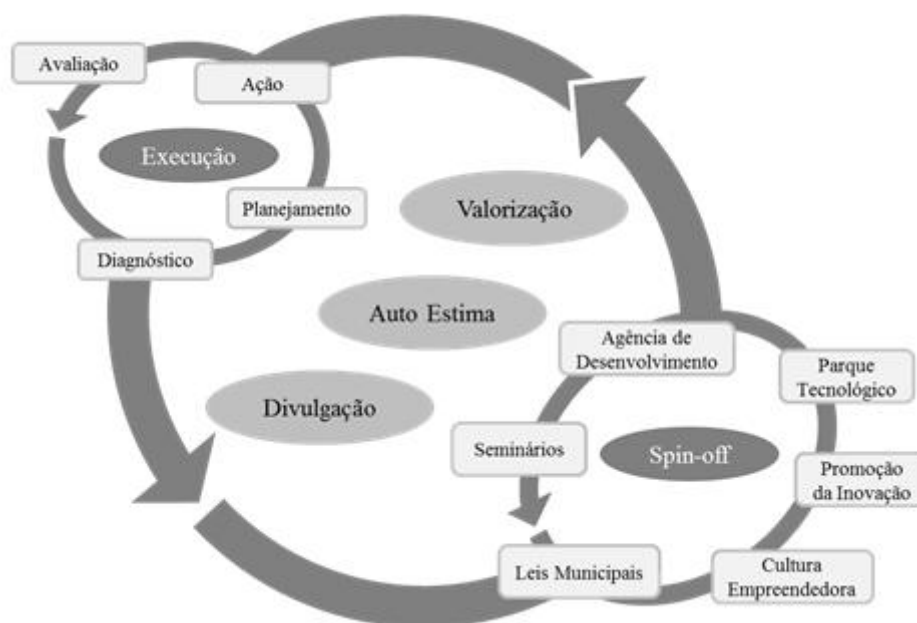 Avaliação
Ação
Execução
Planejamento
Diagnóstico
Valorização
Auto Estima
Divulgação
Agência de
Desenvolvimento
Parque
Tecnológico
Seminários
Spin-off
Promoção
da Inovação
Leis Municipais
Cultura
Empreendedora